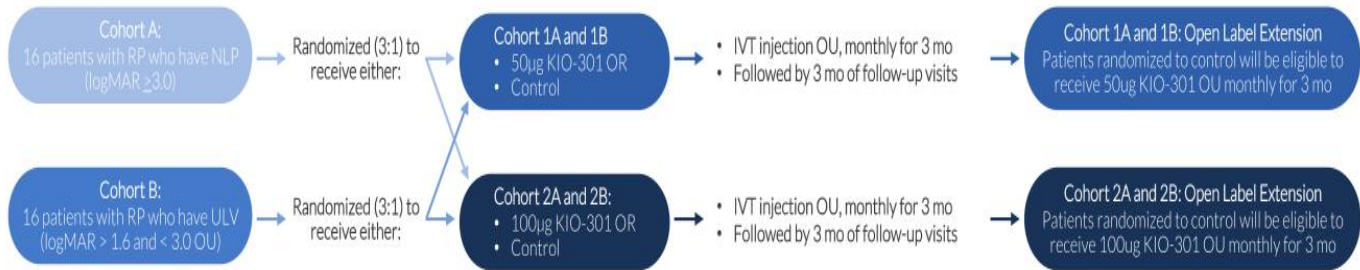 Cohort A:
16 patients with RP who have NLP
(logMAR ≥3.0)
Randomized (3:1) to
receive either:
Cohort 1A and 1B
• 50µg KIO-301 OR
• Control
• IVT injection OU, monthly for 3 mo
• Followed by 3 mo of follow-up visits
Cohort 1A and 1B: Open Label Extension
Patients randomized to control will be eligible to
receive 50ug KIO-301 OU monthly for 3 mo
Cohort B:
16 patients with RP who have ULV
(logMAR > 1.6 and < 3.0 OU)
Randomized (3:1) to
receive either:
Cohort 2A and 2B:
• 100µg KIO-301 OR
• Control
• IVT injection OU, monthly for 3 mo
• Followed by 3 mo of follow-up visits
Cohort 2A and 2B: Open Label Extension
Patients randomized to control will be eligible to
receive 100ug KIO-301 OU monthly for 3 mo